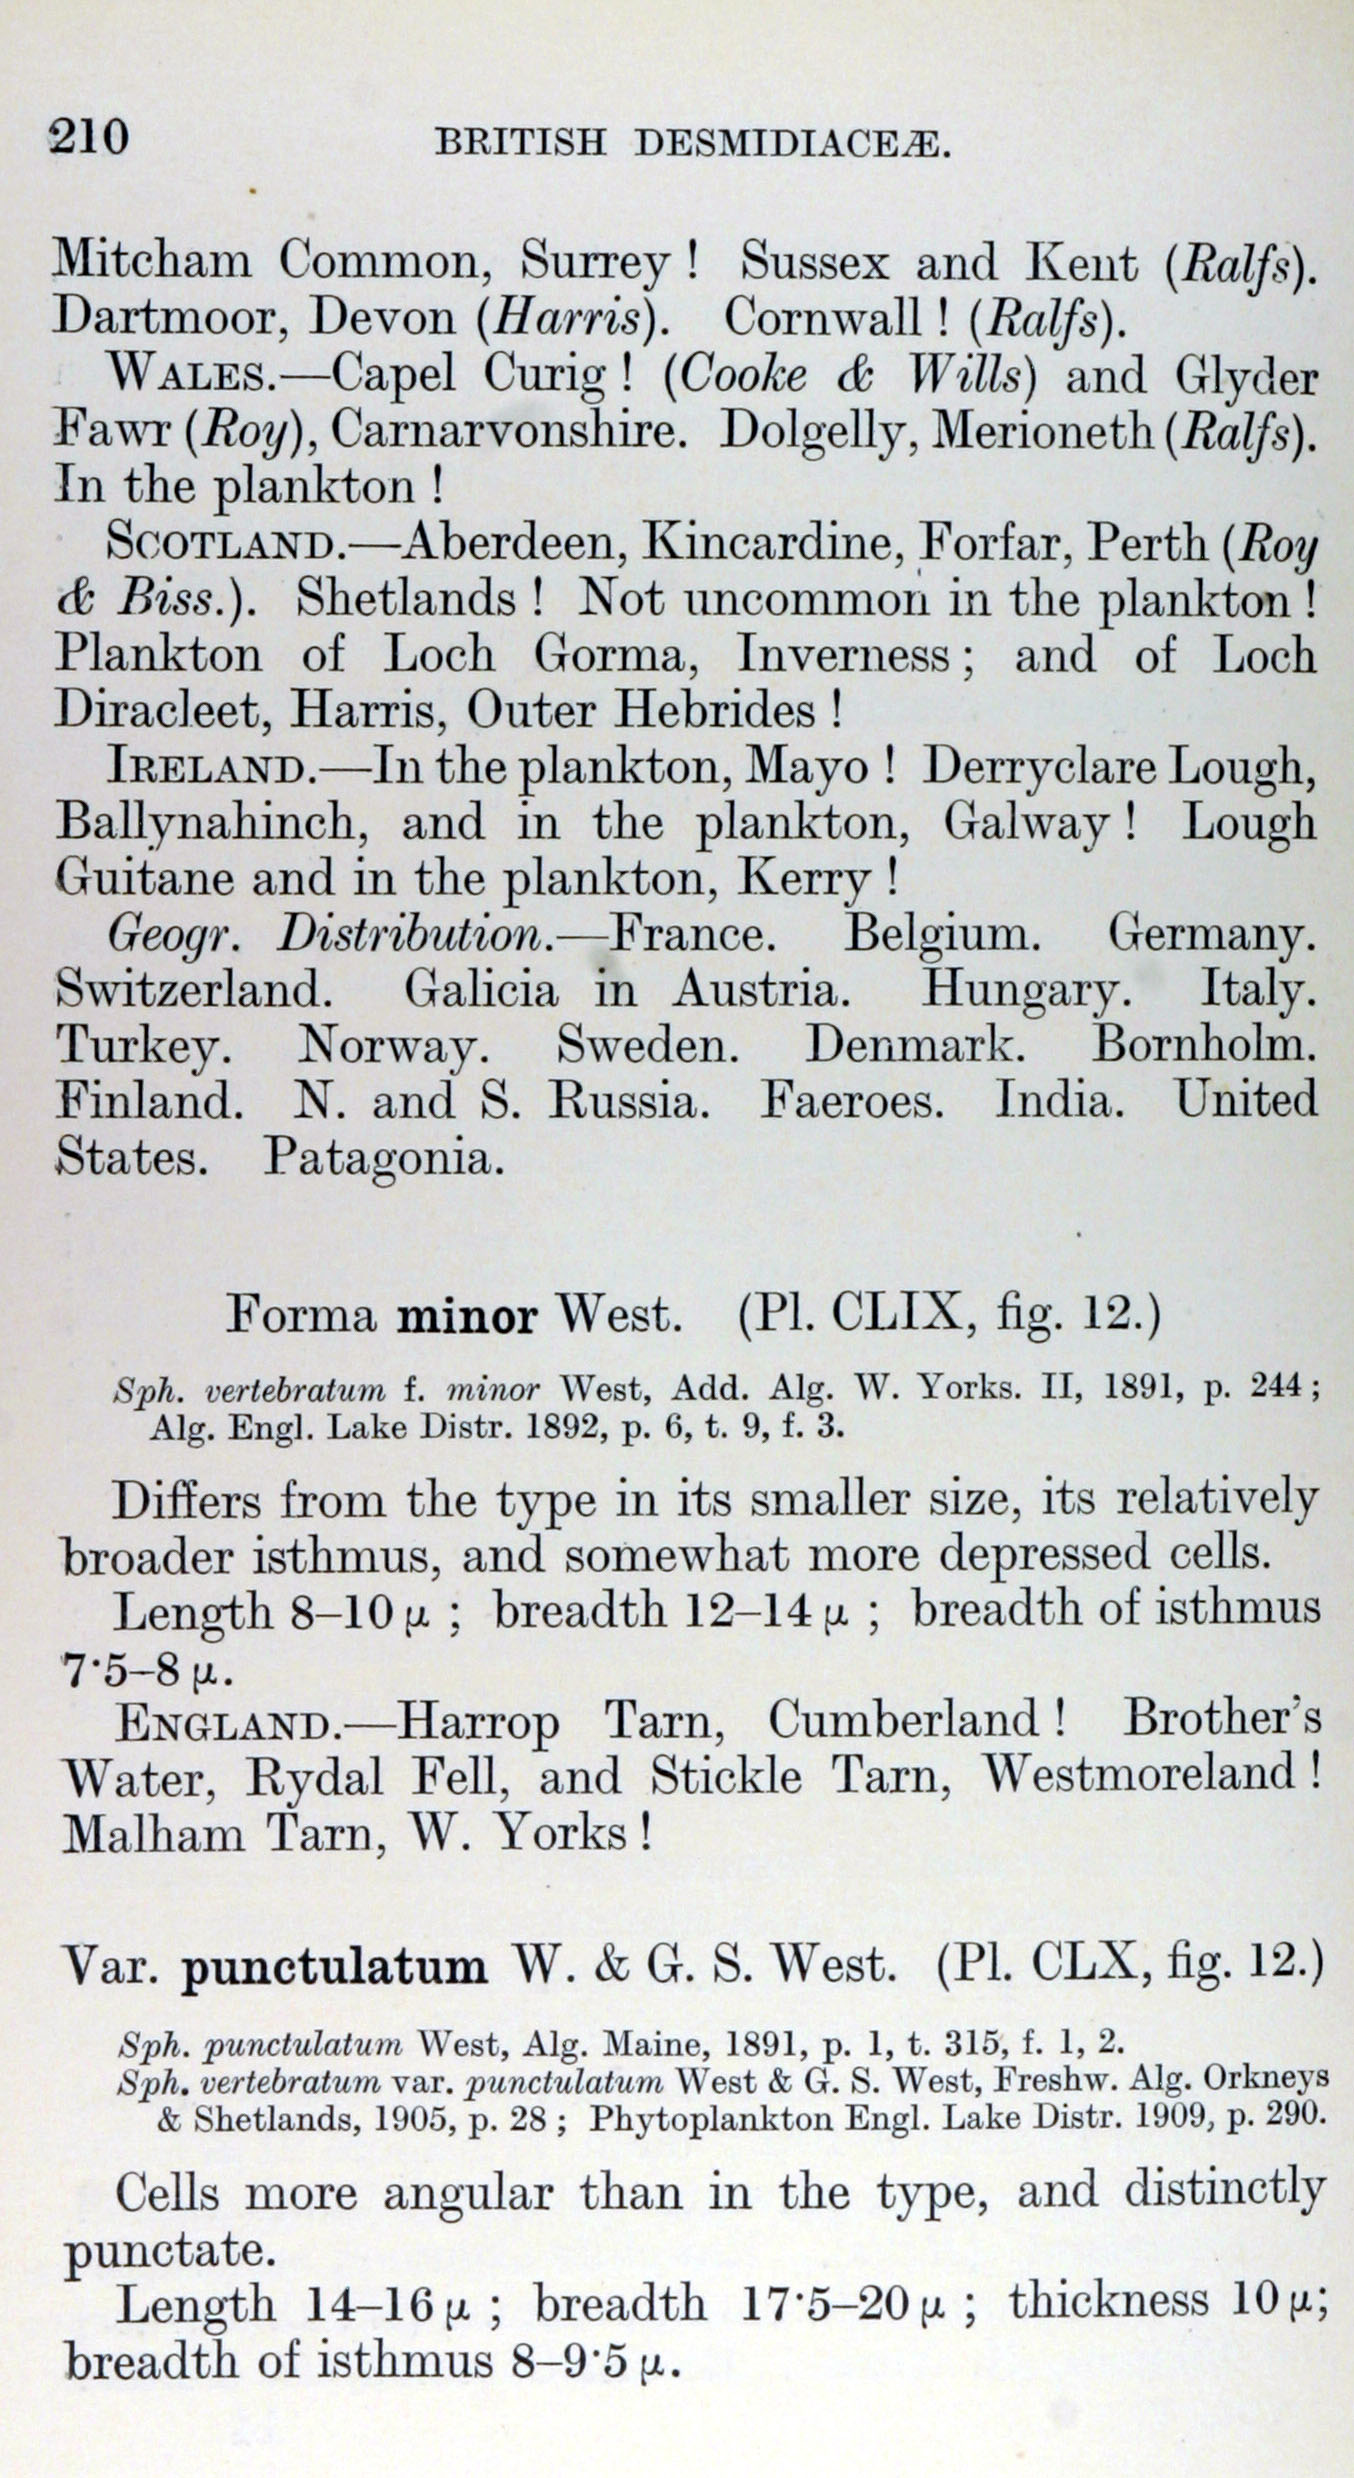 210 BRITISH DESMIDIACEÆ.
Mitcham Common, Surrey ! Sussex and Kent (Ralfs).
Dartmoor, Devon (Harris). Cornwall ! (Ralfs).
WALES.—Capel Curig ! (Cooke & Wills) and Glyder
Fawr (Roy), Carnarvonshire. Dolgelly, Merioneth (Ralfs).
In the plankton !
SCOTLAND.—Aberdeen, Kincardine, Forfar, Perth (Roy
& Biss.). Shetlands ! Not uncommon in the plankton !
Plankton of Loch Gorma, Inverness ; and of Loch
Diracleet, Harris, Outer Hebrides !
IRELAND.—In the plankton, Mayo ! Derryclare Lough,
Ballynahinch, and in the plankton, Galway ! Lough
Guitane and in the plankton, Kerry !
Geogr. Distribution.—France. Belgium. Germany.
Switzerland. Galicia in Austria. Hungary. Italy.
Turkey. Norway. Sweden. Denmark. Bornholm.
Finland. N. and S. Russia. Faeroes. India. United
States. Patagonia.
Forma minor West. (Pl. CLIX, fig. 12.)
Sph. vertebratum f. minor West, Add. Alg. W. Yorks. II, 1891, p. 244 ;
Alg. Engl. Lake Distr. 1892, p. 6, t. 9, f. 3.
Differs from the type in its smaller size, its relatively
broader isthmus, and somewhat more depressed cells.
Length 8–10 μ ; breadth 12–14 μ ; breadth of isthmus
7·5–8 μ.
ENGLAND.—Harrop Tarn, Cumberland ! Brother's
Water, Rydal Fell, and Stickle Tarn, Westmoreland !
Malham Tarn, W. Yorks !
Var. punctulatum W. & G. S. West. (Pl. CLX, fig. 12.)
Sph. punctulatum West, Alg. Maine, 1891, p. 1, t. 315, f. 1, 2.
Sph. vertebratum var. punctulatum West & G. S. West, Freshw. Alg. Orkneys
& Shetlands, 1905, p. 28 ; Phytoplankton Engl. Lake Distr. 1909, p. 290.
Cells more angular than in the type, and distinctly
punctate.
Length 14–16 μ ; breadth 17·5–20 μ ; thickness 10 μ;
breadth of isthmus 8–9·5 μ.